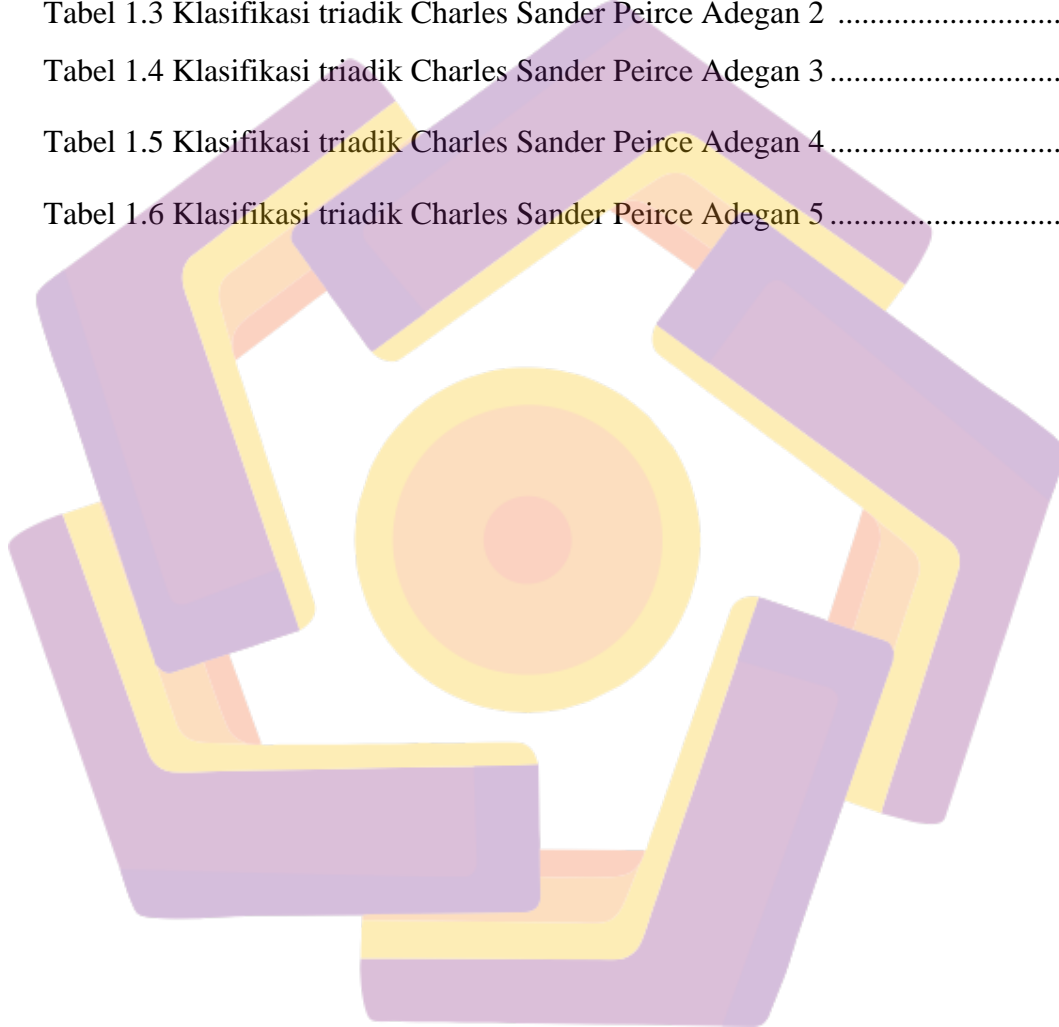 Tabel 1.3 Klasifikasi triadik Charles Sander Peirce Adegan 2 ..............................
Tabel 1.4 Klasifikasi triadik Charles Sander Peirce Adegan 3 ..............................
Tabel 1.5 Klasifikasi triadik Charles Sander Peirce Adegan 4 ..............................
Tabel 1.6 Klasifikasi triadik Charles Sander Peirce Adegan 5 ..............................